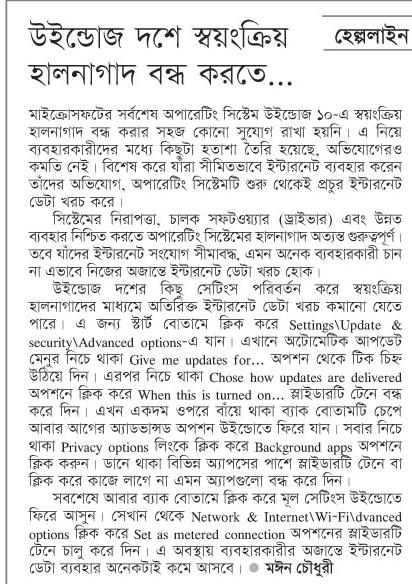 উইন্ডোজ দশে স্বয়ংক্রিয়
হালনাগাদ বন্ধ করতে...
হেল্পলাইন
মাইক্রোসফটের সর্বশেষ অপারেটিং সিস্টেম উইন্ডোজ ১০-এ স্বয়ংক্রিয়
হালনাগাদ বন্ধ করার সহজ কোনো সুযোগ রাখা হয়নি। এ নিয়ে
ব্যবহারকারীদের মধ্যে কিছুটা হতাশা তৈরি হয়েছে, অভিযোগেরও
কমতি নেই। বিশেষ করে যাঁরা সীমিতভাবে ইন্টারনেট ব্যবহার করেন
তাঁদের অভিযোগ, অপারেটিং সিস্টেমটি শুরু থেকেই প্রচুর ইন্টারনেট
ডেটা খরচ করে।
সিস্টেমের নিরাপত্তা, চালক সফটওয়্যার (ড্রাইভার) এবং উন্নত
ব্যবহার নিশ্চিত করতে অপারেটিং সিস্টেমের হালনাগাদ অত্যন্ত গুরুত্বপূর্ণ।
তবে যাঁদের ইন্টারনেট সংযোগ সীমাবদ্ধ, এমন অনেক ব্যবহারকারী চান
না এভাবে নিজের অজান্তে ইন্টারনেট ডেটা খরচ হোক।
উইন্ডোজ দশের কিছু সেটিংস পরিবর্তন করে স্বয়ংক্রিয়
হালনাগাদের মাধ্যমে অতিরিক্ত ইন্টারনেট ডেটা খরচ কমানো যেতে
পারে। এ জন্য স্টার্ট বোতামে ক্লিক করে Settings\Update &
security\Advanced options-এ যান। এখানে অটোমেটিক আপডেট
মেনুর নিচে থাকা Give me updates for... অপশন থেকে টিক চিহ্ন
উঠিয়ে দিন। এরপর নিচে থাকা Chose how updates are delivered
অপশনে ক্লিক করে When this is turned on... স্লাইডারটি টেনে বন্ধ
করে দিন। এখন একদম ওপরে বাঁয়ে থাকা ব্যাক বোতামটি চেপে
আবার আগের অ্যাডভান্সড অপশন উইন্ডোতে ফিরে যান। সবার নিচে
থাকা Privacy options লিংকে ক্লিক করে Background apps অপশনে
ক্লিক করুন। ডানে থাকা বিভিন্ন অ্যাপসের পাশে স্লাইডারটি টেনে বা
ক্লিক করে কাজে লাগে না এমন অ্যাপগুলো বন্ধ করে দিন।
সবশেষে আবার ব্যাক বোতামে ক্লিক করে মূল সেটিংস উইন্ডোতে
ফিরে আসুন। সেখান থেকে Network & Internet\Wi-Fi\dvanced
options ক্লিক করে Set as metered connection অপশনের স্লাইডারটি
টেনে চালু করে দিন। এ অবস্থায় ব্যবহারকারীর অজান্তে ইন্টারনেট
ডেটা ব্যবহার অনেকটাই কমে আসবে। ● মঈন চৌধুরী